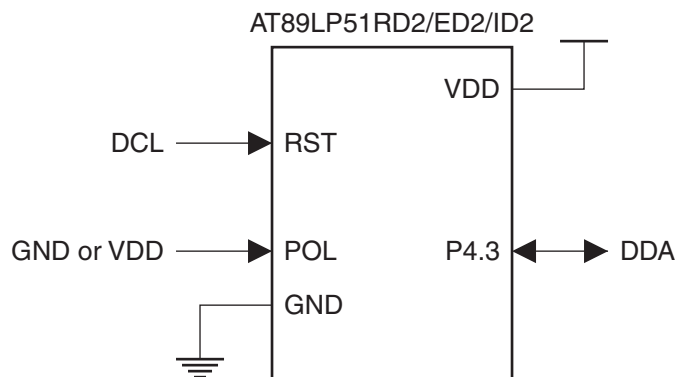 AT89LP51RD2/ED2/ID2
VDD
DCL
RST
GND or VDD
POL
P4.3
DDA
GND